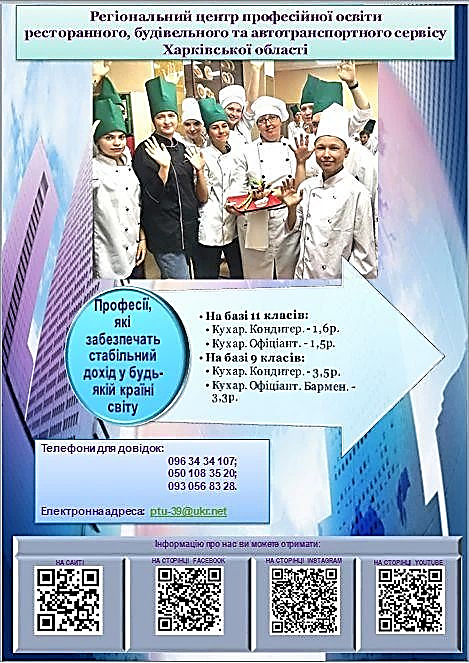 Регіональний центр професійної освіти
ресторанного, будівельного та автотранспортного сервісу
Харківської області
Професії,
які
забезпечать
стабільний
дохід у будь-
якій країні
світу
• На базі 11 класів:
• Кухар. Кондитер. - 1,6р.
• Кухар. Офіціант. - 1,5р.
• На базі 9 класів:
• Кухар. Кондитер. - 3,5р.
• Кухар. Офіціант. Бармен. -
3,3р.
Телефони для довідок:
096 34 34 107;
050 108 35 20;
093 056 83 28.
Електронна адреса: ptu-39@ukr.net
Інформацію про нас ви можете отримати:
НА САЙТІ
НА СТОРІНЦІ FACEBOOK
НА СТОРІНЦІ INSTAGRAM
НА СТОРІНЦІ YOUTUBE